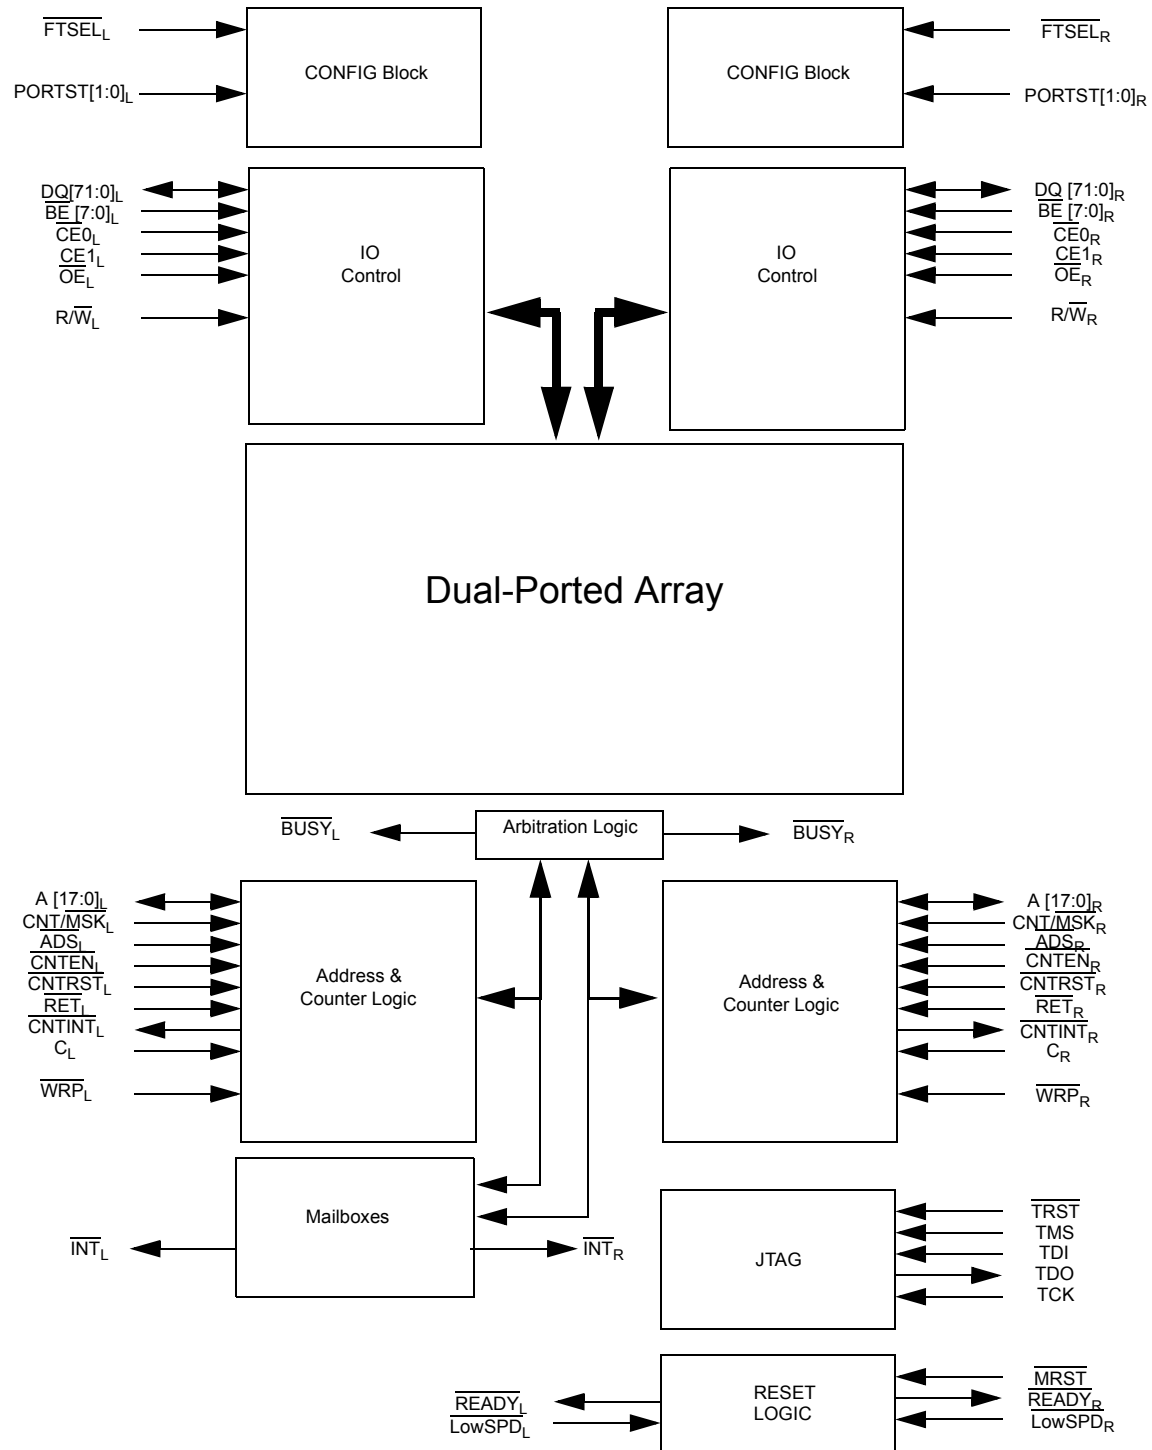 FTSEL_L
CONFIG Block
CONFIG Block
FTSEL_R
PORTST[1:0]_L
PORTST[1:0]_R
DQ[71:0]_L
BE [7:0]_L
CE0_L
CE1_L
OE_L
R/W_L
IO
Control
IO
Control
DQ [71:0]_R
BE [7:0]_R
CE0_R
CE1_R
OE_R
R/W_R
Dual-Ported Array
BUSY_L
Arbitration Logic
BUSY_R
A [17:0]_L
CNT/MSK_L
ADS_L
CNTEN_L
CNTRST_L
RET_L
CNTINT_L
C_L
WRP_L
Address &
Counter Logic
Address &
Counter Logic
A [17:0]_R
CNT/MSK_R
ADS_R
CNTEN_R
CNTRST_R
RET_R
CNTINT_R
C_R
WRP_R
Mailboxes
INT_L
INT_R
JTAG
TRST
TMS
TDI
TDO
TCK
READY_L
LowSPD_L
RESET
LOGIC
MRST
READY_R
LowSPD_R